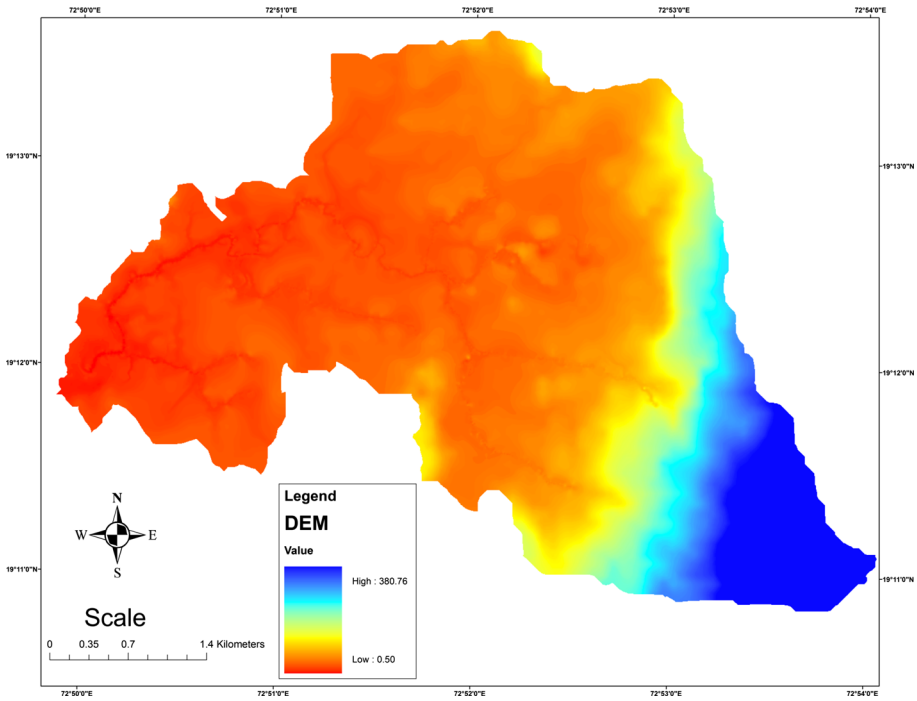 72°50'0"E 72°51'0"E 72°52'0"E 72°53'0"E 72°54'0"E
19°13'0"N 19°13'0"N
19°12'0"N 19°12'0"N
19°11'0"N 19°11'0"N
N
W E
S
Scale
0 0.35 0.7 1.4 Kilometers
Legend
DEM
Value
High : 380.76
Low : 0.50
72°50'0"E 72°51'0"E 72°52'0"E 72°53'0"E 72°54'0"E